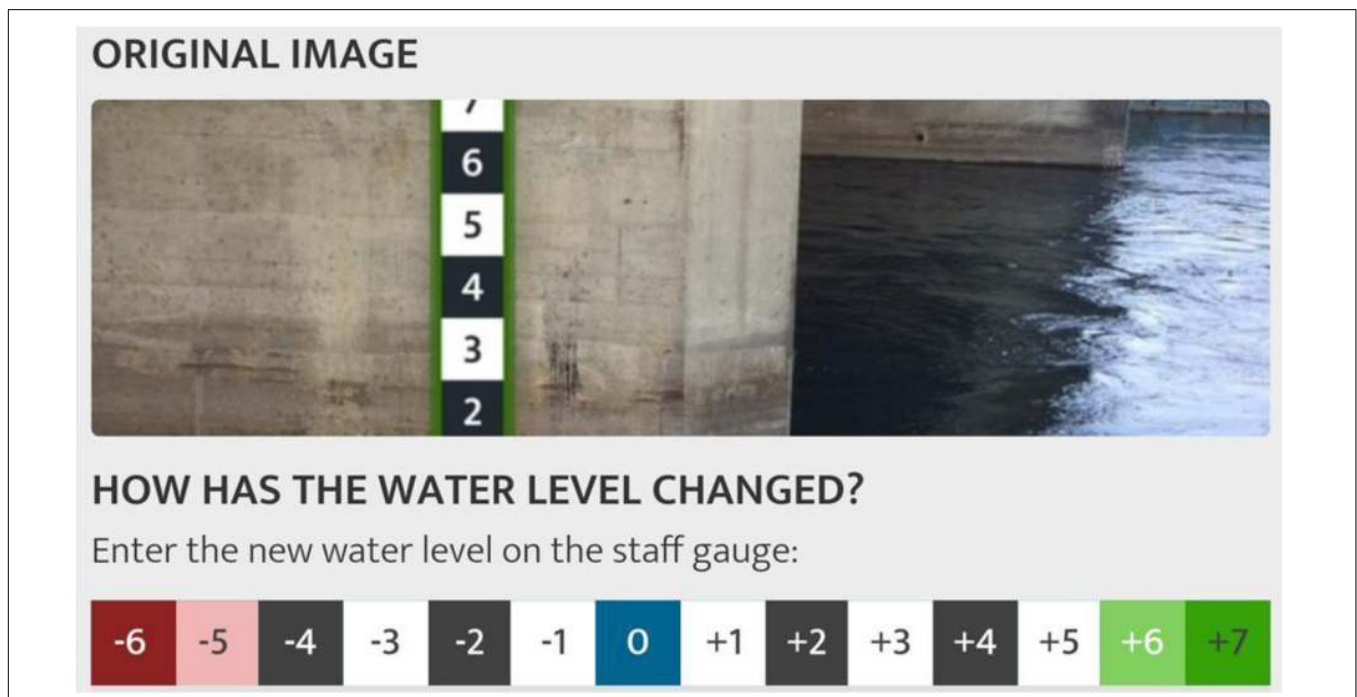 ORIGINAL IMAGE
7
6
5
4
3
2
HOW HAS THE WATER LEVEL CHANGED?
Enter the new water level on the staff gauge:
-6 -5 -4 -3 -2 -1 0 +1 +2 +3 +4 +5 +6 +7